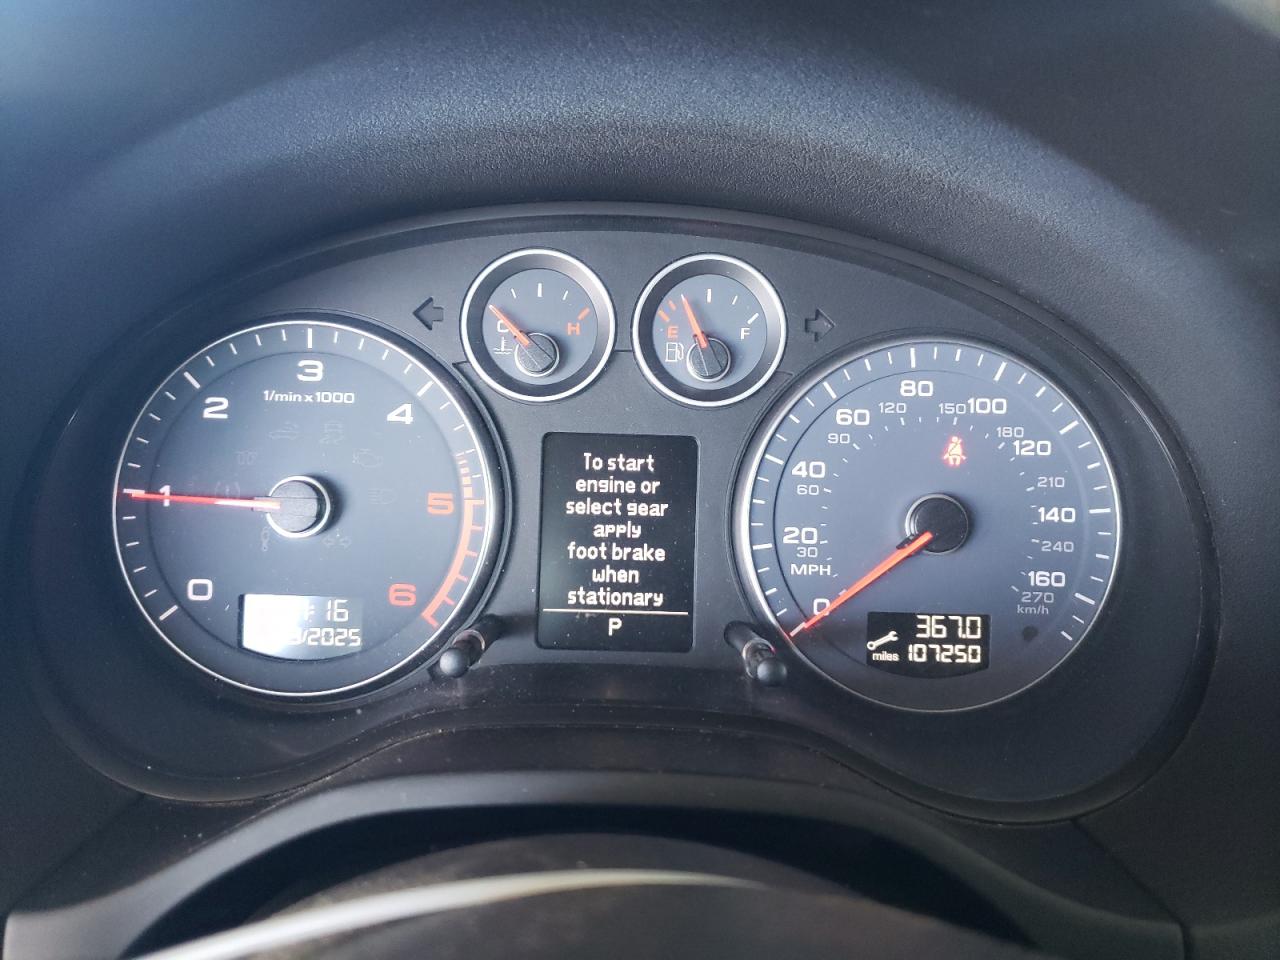 C H
E F
3
1/min x 1000
2 4
1 5
0 6
:16
/2025
To start
engine or
select gear
apply
foot brake
when
stationary
P
80
60 120 150 100
90 180 120
40
60 210
140
20
30 240
MPH 160
270
0 km/h
367.0
miles 107250